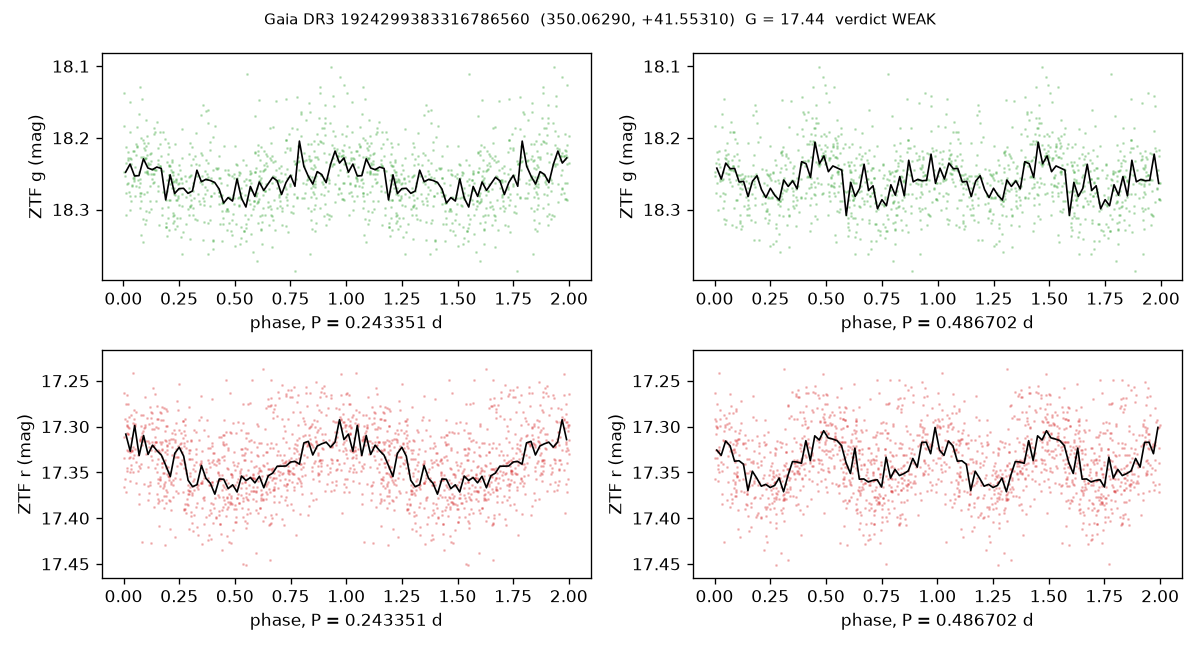 Gaia DR3 1924299383316786560 (350.06290, +41.55310) G = 17.44 verdict WEAK
ZTF g (mag)
18.1
18.2
18.3
0.00 0.25 0.50 0.75 1.00 1.25 1.50 1.75 2.00
phase, P = 0.243351 d
ZTF g (mag)
18.1
18.2
18.3
0.00 0.25 0.50 0.75 1.00 1.25 1.50 1.75 2.00
phase, P = 0.486702 d
ZTF r (mag)
17.25
17.30
17.35
17.40
17.45
0.00 0.25 0.50 0.75 1.00 1.25 1.50 1.75 2.00
phase, P = 0.243351 d
ZTF r (mag)
17.25
17.30
17.35
17.40
17.45
0.00 0.25 0.50 0.75 1.00 1.25 1.50 1.75 2.00
phase, P = 0.486702 d